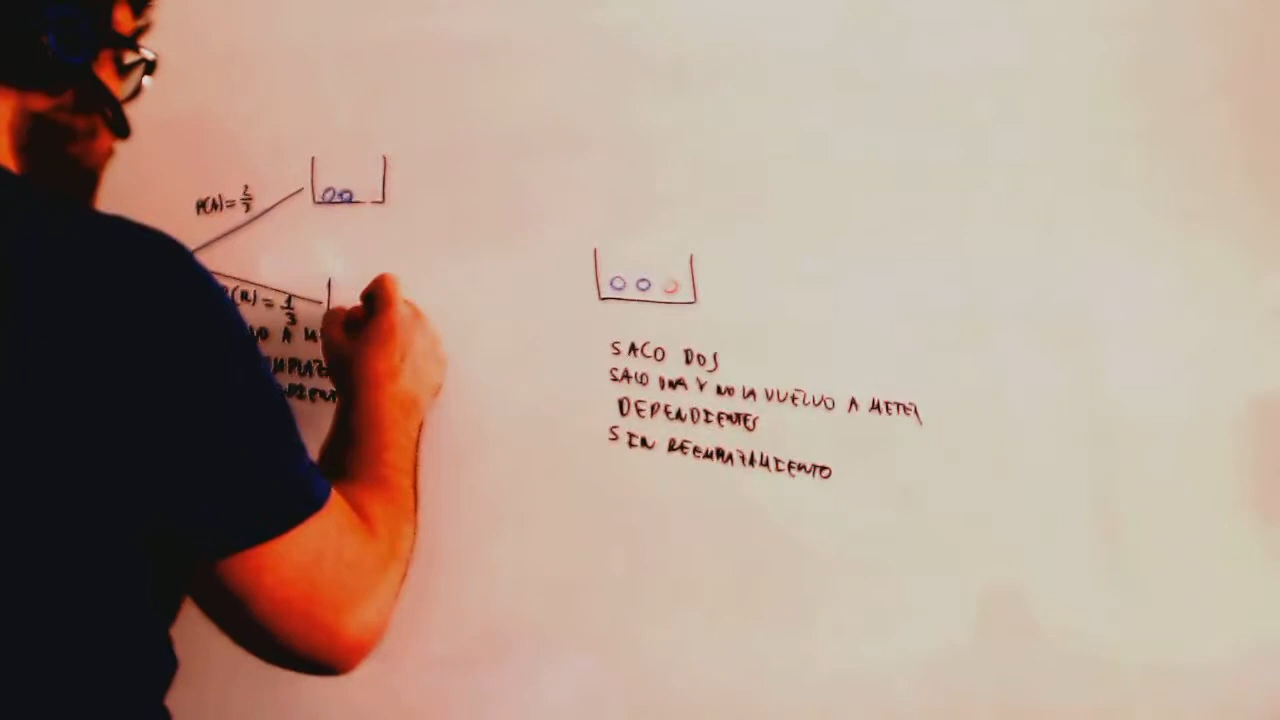 P(A)=2/3
P(R) = 1/3
O A
SACO DOS
SACO UNA Y NO LA VUELVO A METER
DEPENDIENTES
SIN REEMPLAZAMIENTO